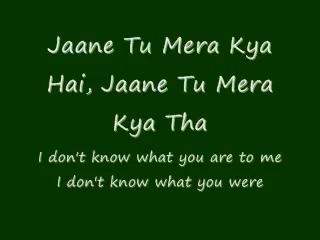 Jaane Tu Mera Kya
Hai, Jaane Tu Mera
Kya Tha
I don't know what you are to me
I don't know what you were